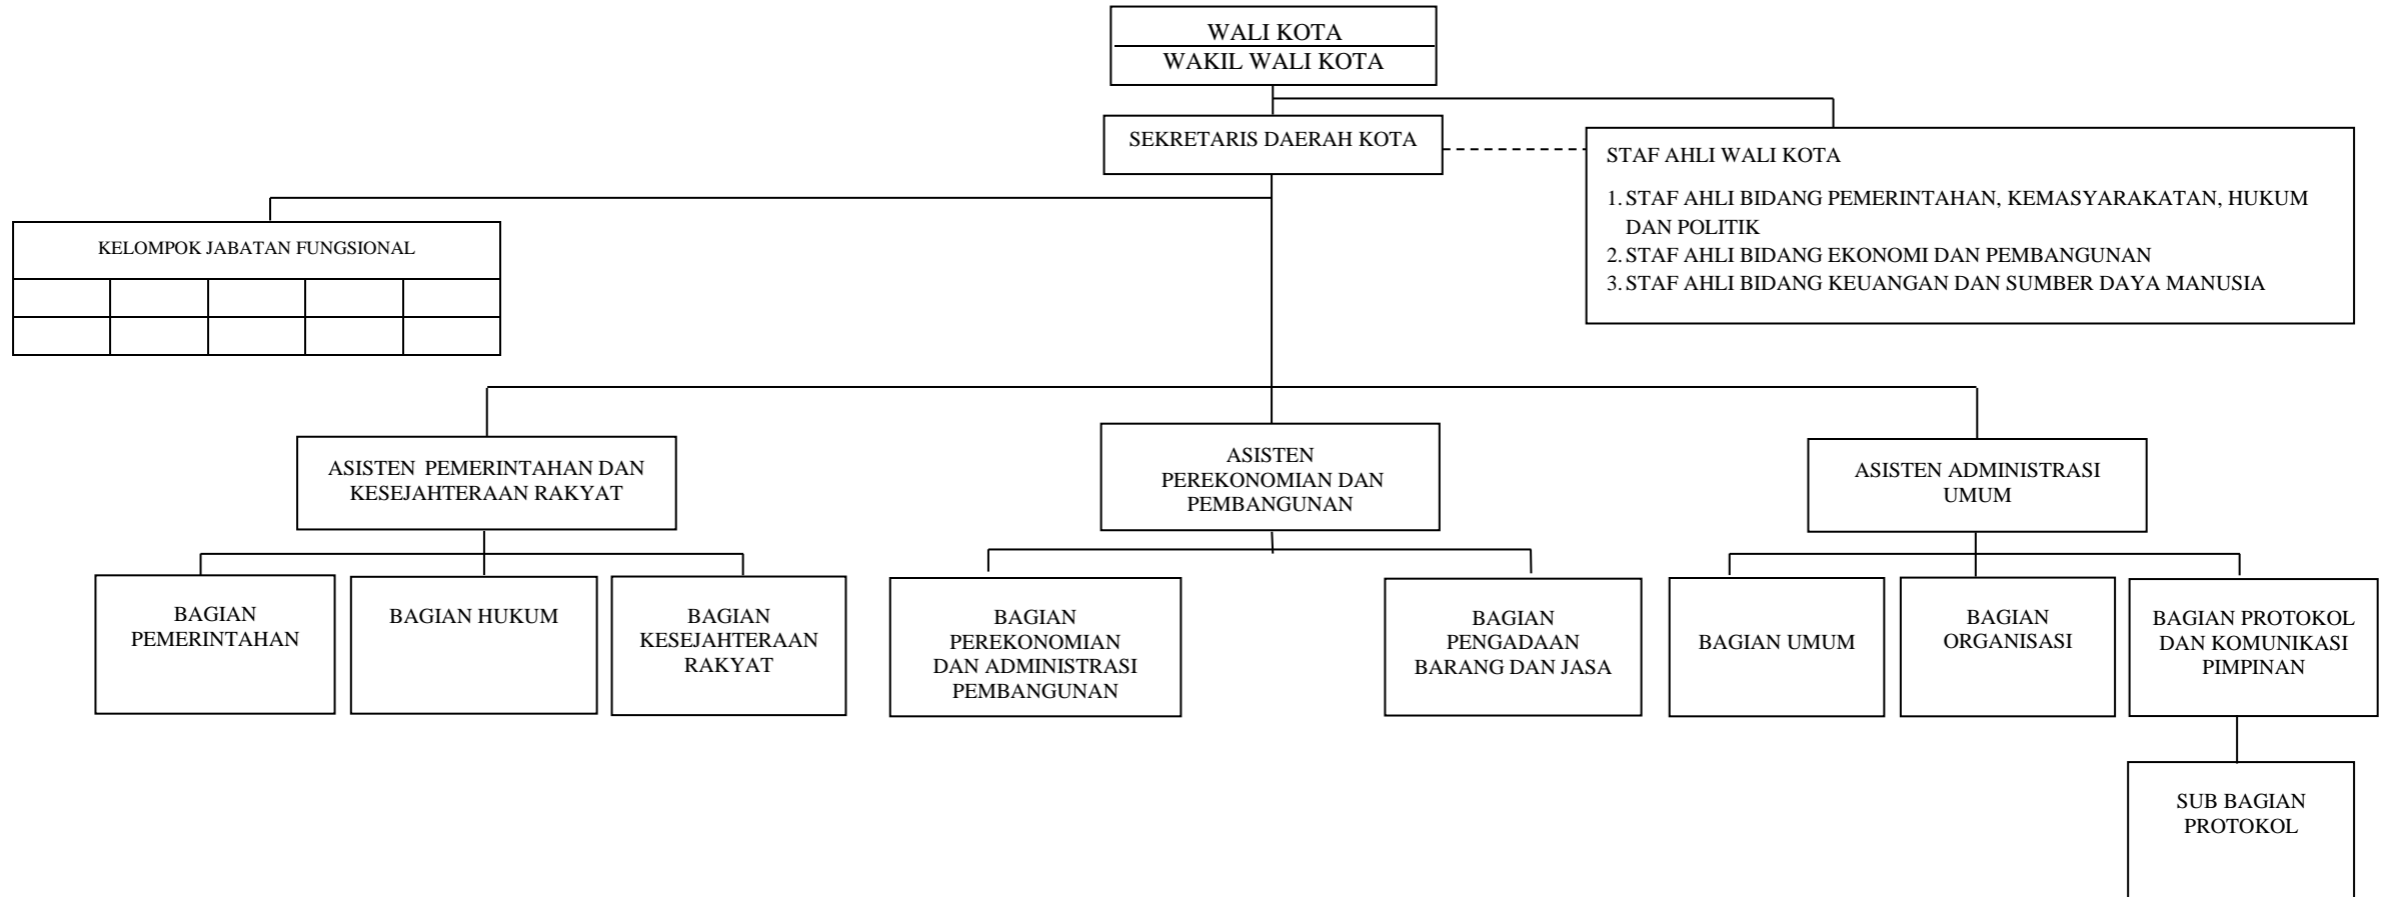 WALI KOTA
WAKIL WALI KOTA
SEKRETARIS DAERAH KOTA
STAF AHLI WALI KOTA
1. STAF AHLI BIDANG PEMERINTAHAN, KEMASYARAKATAN, HUKUM
DAN POLITIK
2. STAF AHLI BIDANG EKONOMI DAN PEMBANGUNAN
3. STAF AHLI BIDANG KEUANGAN DAN SUMBER DAYA MANUSIA
KELOMPOK JABATAN FUNGSIONAL
ASISTEN PEMERINTAHAN DAN
KESEJAHTERAAN RAKYAT
ASISTEN
PEREKONOMIAN DAN
PEMBANGUNAN
ASISTEN ADMINISTRASI
UMUM
BAGIAN
PEMERINTAHAN
BAGIAN HUKUM
BAGIAN
KESEJAHTERAAN
RAKYAT
BAGIAN
PEREKONOMIAN
DAN ADMINISTRASI
PEMBANGUNAN
BAGIAN
PENGADAAN
BARANG DAN JASA
BAGIAN UMUM
BAGIAN
ORGANISASI
BAGIAN PROTOKOL
DAN KOMUNIKASI
PIMPINAN
SUB BAGIAN
PROTOKOL